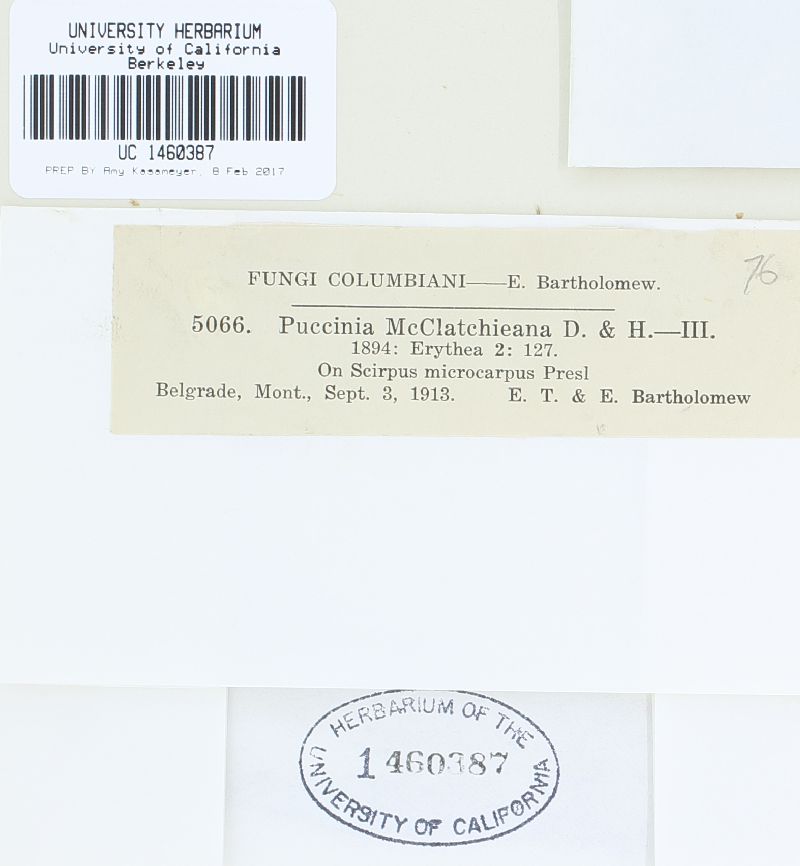 UNIVERSITY HERBARIUM
University of California
Berkeley
UC 1460387
PREP BY Amy Kasameyer, 8 Feb 2017
76
FUNGI COLUMBIANI——E. Bartholomew.
5066. Puccinia McClatchieana D. & H.—III.
1894: Erythea 2: 127.
On Scirpus microcarpus Presl
Belgrade, Mont., Sept. 3, 1913. E. T. & E. Bartholomew
HERBARIUM OF THE
1460387
UNIVERSITY OF CALIFORNIA